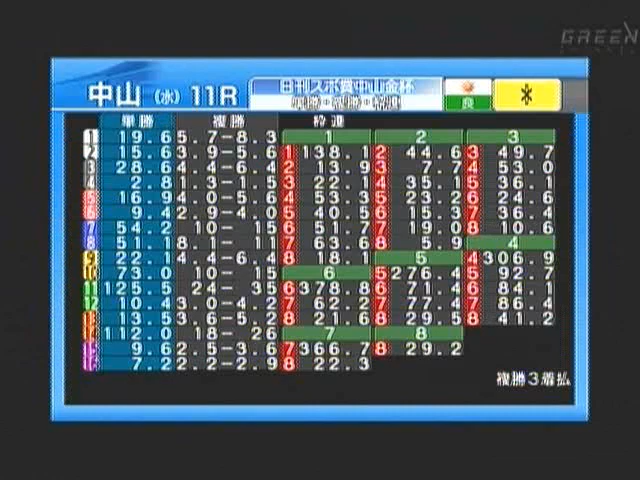 GREEN
中山 (水) 11R 日刊スポ賞中山金杯 良
単勝・複勝・枠連
単勝 複勝 枠連
1 19.6 5.7-8.3 1 2 3
2 15.6 3.9-5.6 1 138.1 2 44.6 3 49.7
3 28.6 4.4-6.4 2 13.9 3 7.7 4 53.0
4 2.8 1.3-1.5 3 22.1 4 35.1 5 36.1
5 16.9 4.0-5.6 4 53.3 5 23.2 6 24.6
6 9.4 2.9-4.0 5 40.5 6 15.3 7 36.4
7 54.2 10-15 6 51.7 7 19.0 8 10.6
8 51.1 8.1-11 7 63.6 8 5.9 4
9 22.1 4.4-6.4 8 18.1 5 4 306.9
10 73.0 10-15 6 5 276.4 5 92.7
11 125.5 24-35 6 378.8 6 71.4 6 84.1
12 10.4 3.0-4.2 7 62.2 7 77.4 7 86.4
13 13.5 3.6-5.2 8 21.6 8 29.5 8 41.2
14 112.0 18-26 7 8
15 9.6 2.5-3.6 7 366.7 8 29.2
16 7.2 2.2-2.9 8 22.3
複勝3着払